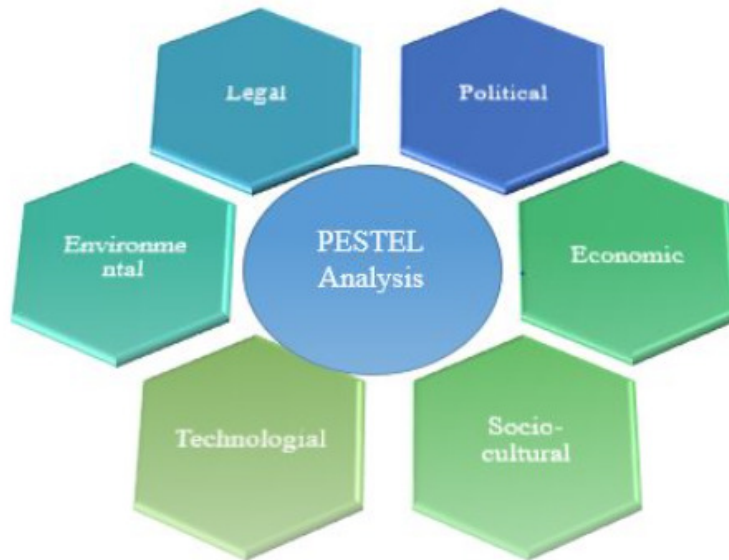 Legal
Political
PESTEL
Analysis
Environme
ntal
Economic
Technologial
Socio-
cultural